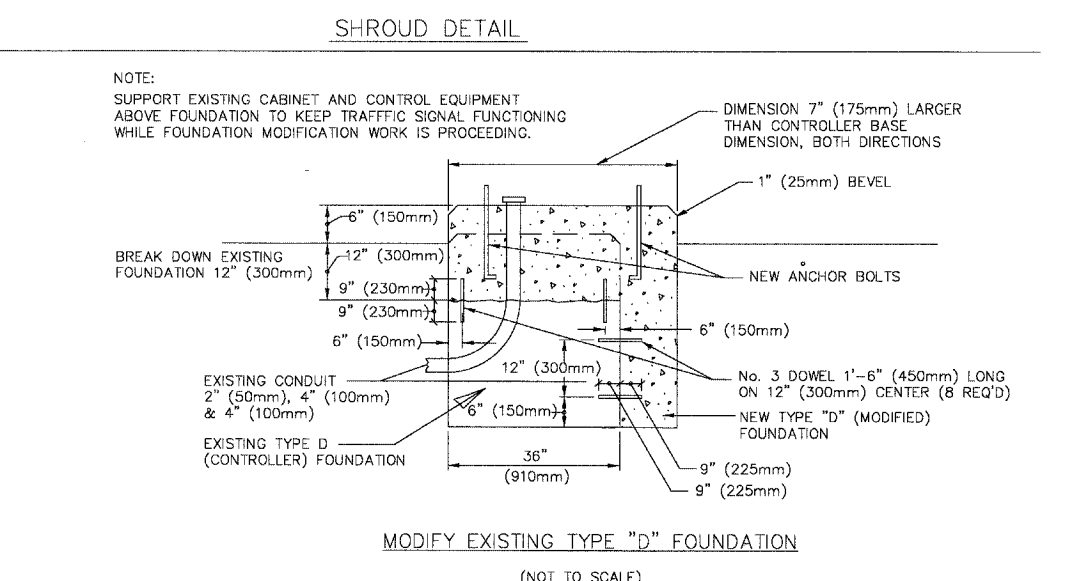 SHROUD DETAIL
NOTE:
SUPPORT EXISTING CABINET AND CONTROL EQUIPMENT
ABOVE FOUNDATION TO KEEP TRAFFFIC SIGNAL FUNCTIONING
WHILE FOUNDATION MODIFICATION WORK IS PROCEEDING.
DIMENSION 7" (175mm) LARGER
THAN CONTROLLER BASE
DIMENSION, BOTH DIRECTIONS
1" (25mm) BEVEL
6" (150mm)
BREAK DOWN EXISTING
FOUNDATION 12" (300mm)
12" (300mm)
NEW ANCHOR BOLTS
9" (230mm)
9" (230mm)
6" (150mm)
6" (150mm)
12" (300mm)
EXISTING CONDUIT
2" (50mm), 4" (100mm)
& 4" (100mm)
No. 3 DOWEL 1'-6" (450mm) LONG
ON 12" (300mm) CENTER (8 REQ'D)
6" (150mm)
NEW TYPE "D" (MODIFIED)
FOUNDATION
EXISTING TYPE D
(CONTROLLER) FOUNDATION
36"
(910mm)
9" (225mm)
9" (225mm)
MODIFY EXISTING TYPE "D" FOUNDATION
(NOT TO SCALE)